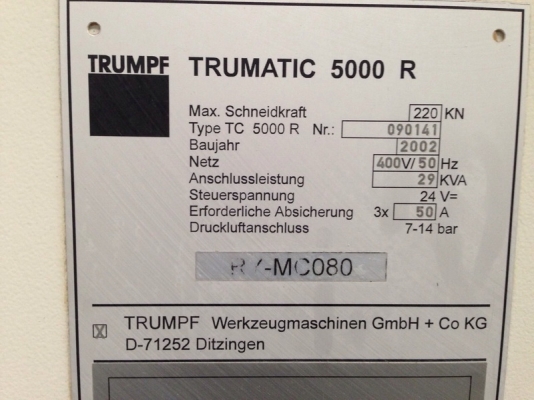 TRUMPF TRUMATIC 5000 R
Max. Schneidkraft 220 KN
Type TC 5000 R Nr.: 090141
Baujahr 2002
Netz 400V/50 Hz
Anschlussleistung 29 KVA
Steuerspannung 24 V=
Erforderliche Absicherung 3x 50 A
Druckluftanschluss 7-14 bar
-MC080
TRUMPF Werkzeugmaschinen GmbH + Co KG
D-71252 Ditzingen